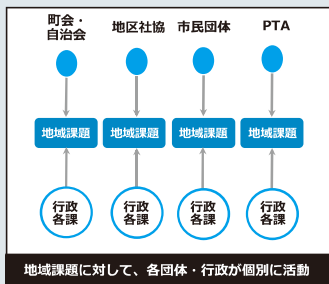 町会・
自治会
地区社協
市民団体
PTA
地域課題
地域課題
地域課題
地域課題
行政
各課
行政
各課
行政
各課
行政
各課
地域課題に対して、各団体・行政が個別に活動